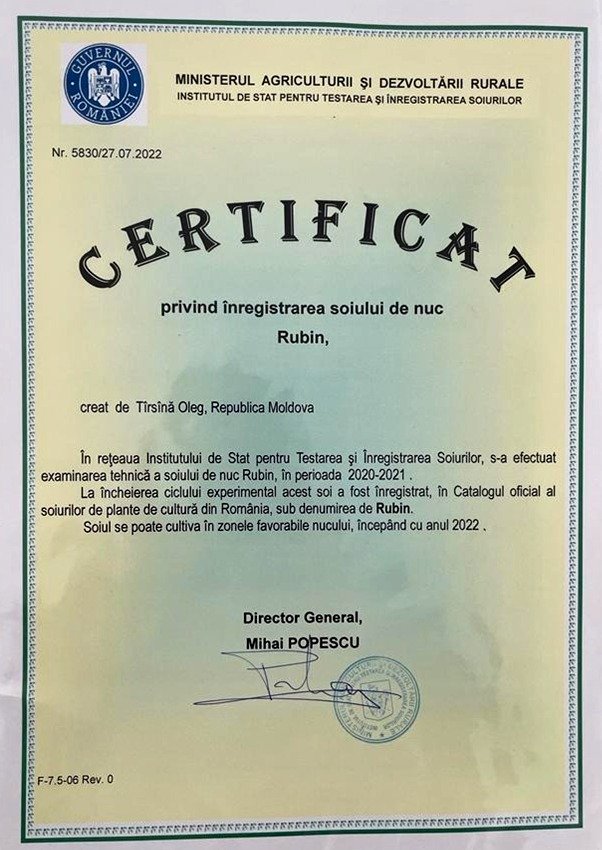 GUVERNUL
ROMÂNIEI
MINISTERUL AGRICULTURII ŞI DEZVOLTĂRII RURALE
INSTITUTUL DE STAT PENTRU TESTAREA ŞI ÎNREGISTRAREA SOIURILOR
Nr. 5830/27.07.2022
CERTIFICAT
privind înregistrarea soiului de nuc
Rubin,
creat de Tîrsînă Oleg, Republica Moldova
În reţeaua Institutului de Stat pentru Testarea şi Înregistrarea Soiurilor, s-a efectuat
examinarea tehnică a soiului de nuc Rubin, în perioada 2020-2021 .
La încheierea ciclului experimental acest soi a fost înregistrat, în Catalogul oficial al
soiurilor de plante de cultură din România, sub denumirea de Rubin.
Soiul se poate cultiva în zonele favorabile nucului, începând cu anul 2022 .
Director General,
Mihai POPESCU
F-7.5-06 Rev. 0